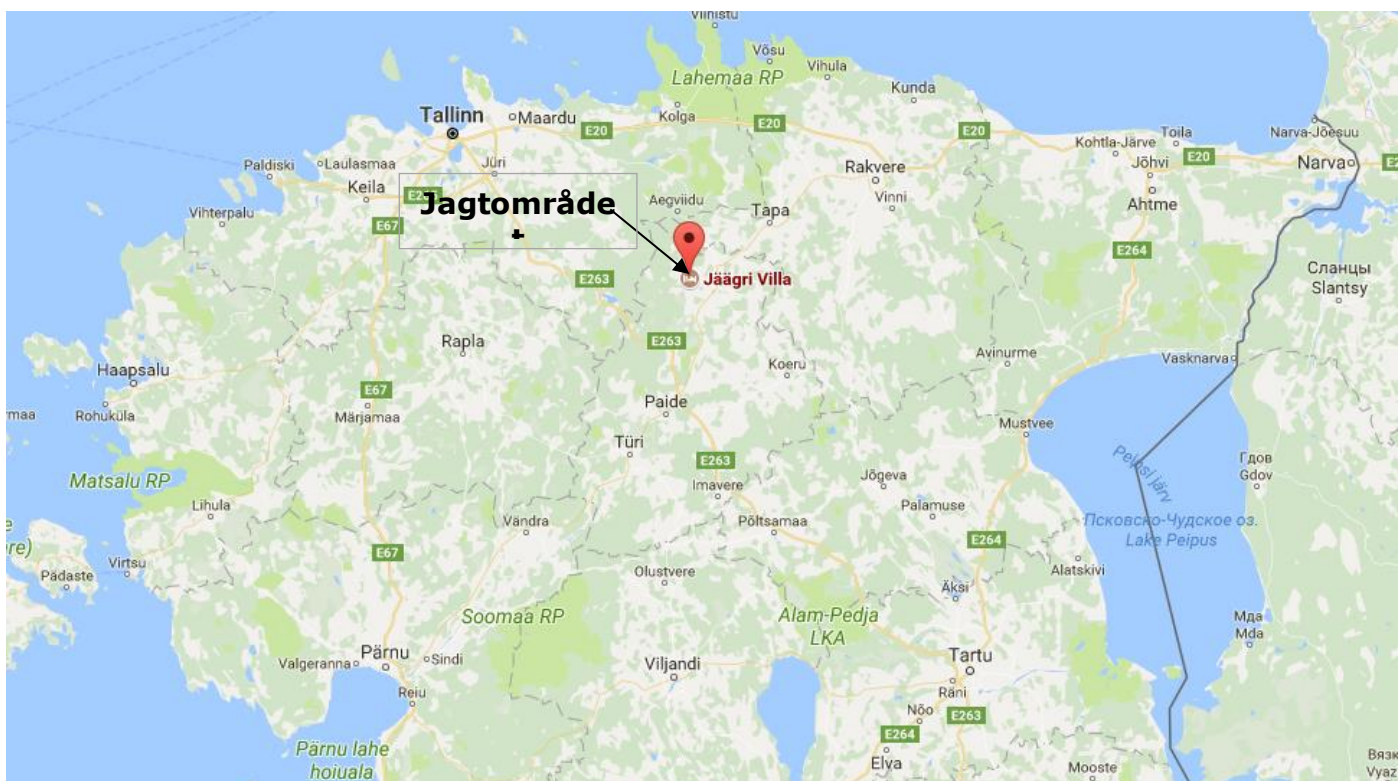 Viinistu
Võsu
Vihula
Lahemaa RP
Kunda
Tallinn
Maardu
Kolga
E20
E20
E20
Toila
Narva-Jõesuu
Kohtla-Järve
E20
Narva
Paldiski
Laulasmaa
Jüri
Rakvere
Jõhvi
Keila
Vinni
Ahtme
Jagtområde
Aegviidu
Tapa
Vihterpalu
E67
E264
E263
Jäägri Villa
Сланцы
Slantsy
Rapla
E263
Koeru
Avinurme
Vasknarva
Haapsalu
Rohuküla
E67
Märjamaa
Paide
Mustvee
Türi
E263
Imavere
Jõgeva
Peipsi järv
Гдов
Gdov
Matsalu RP
Lihula
Palamuse
Vändra
Põltsamaa
Псковско-Чудское оз.
Lake Peipus
E264
E67
Virtsu
Pädaste
Olustvere
Alatskivi
Äksi
Soomaa RP
Alam-Pedja
LKA
Мда
Mda
Pärnu
Sindi
Valgeranna
Viljandi
Tartu
Räni
Reiu
Nõo
E263
E264
Pärnu lahe
hoiuala
Elva
Mooste